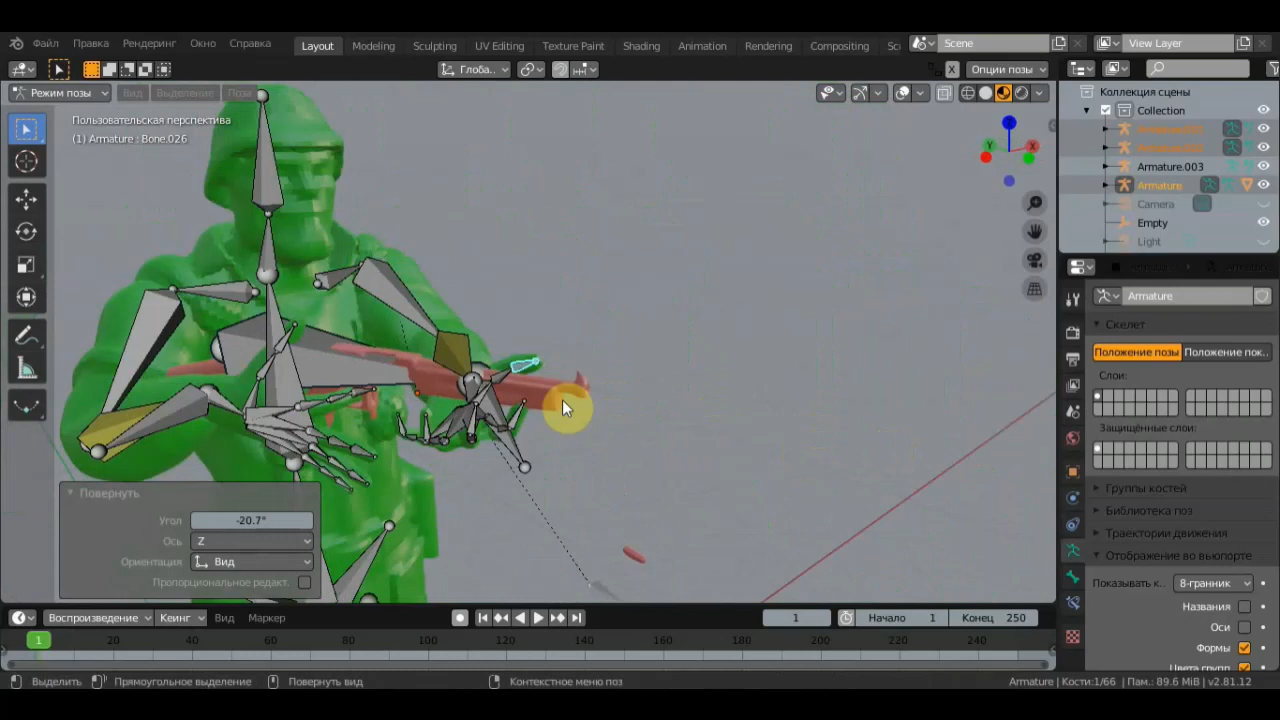 Файл Правка Рендеринг Окно Справка Layout Modeling Sculpting UV Editing Texture Paint Shading Animation Rendering Compositing Sc Scene View Layer
Глоба.. X Опции позы
Режим позы Вид Выделение Поза
Коллекция сцены
Пользовательская перспектива
Collection
(1) Armature : Bone.026
Armature.003
Armature
Camera
Empty
Light
Armature
Скелет
Положение позы Положение пок..
Слои:
Защищённые слои:
Группы костей
Библиотека поз
Траектории движения
Отображение во вьюпорте
Показывать к.. 8-гранник
Названия
Оси
Формы
Цвета групп
Z
X
Y
Повернуть
Угол -20.7°
Ось Z
Ориентация Вид
Пропорциональное редакт.
Воспроизведение Кеинг Вид Маркер 1 Начало 1 Конец 250
1 20 40 60 80 100 120 140 160 180 200 220 240
Выделить Прямоугольное выделение Повернуть вид Контекстное меню поз Armature | Кости:1/66 | Пам.: 89.6 MiB | v2.81.12